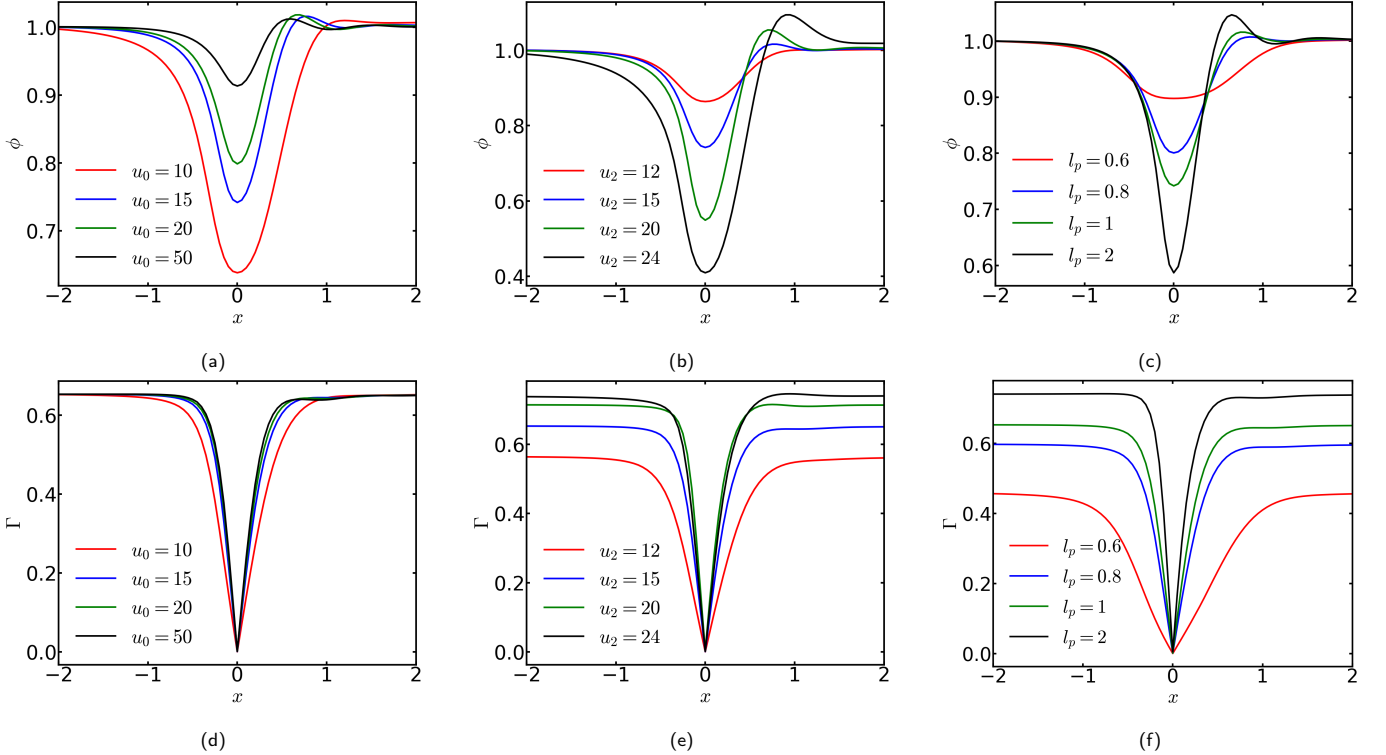 1.0
0.9
0.8
0.7
ϕ
u₀ = 10
u₀ = 15
u₀ = 20
u₀ = 50
−2 −1 0 1 2
x
(a)
1.0
0.8
0.6
0.4
ϕ
u₂ = 12
u₂ = 15
u₂ = 20
u₂ = 24
−2 −1 0 1 2
x
(b)
1.0
0.9
0.8
0.7
0.6
ϕ
lₚ = 0.6
lₚ = 0.8
lₚ = 1
lₚ = 2
−2 −1 0 1 2
x
(c)
0.6
0.4
0.2
0.0
Γ
u₀ = 10
u₀ = 15
u₀ = 20
u₀ = 50
−2 −1 0 1 2
x
(d)
0.6
0.4
0.2
0.0
Γ
u₂ = 12
u₂ = 15
u₂ = 20
u₂ = 24
−2 −1 0 1 2
x
(e)
0.6
0.4
0.2
0.0
Γ
lₚ = 0.6
lₚ = 0.8
lₚ = 1
lₚ = 2
−2 −1 0 1 2
x
(f)